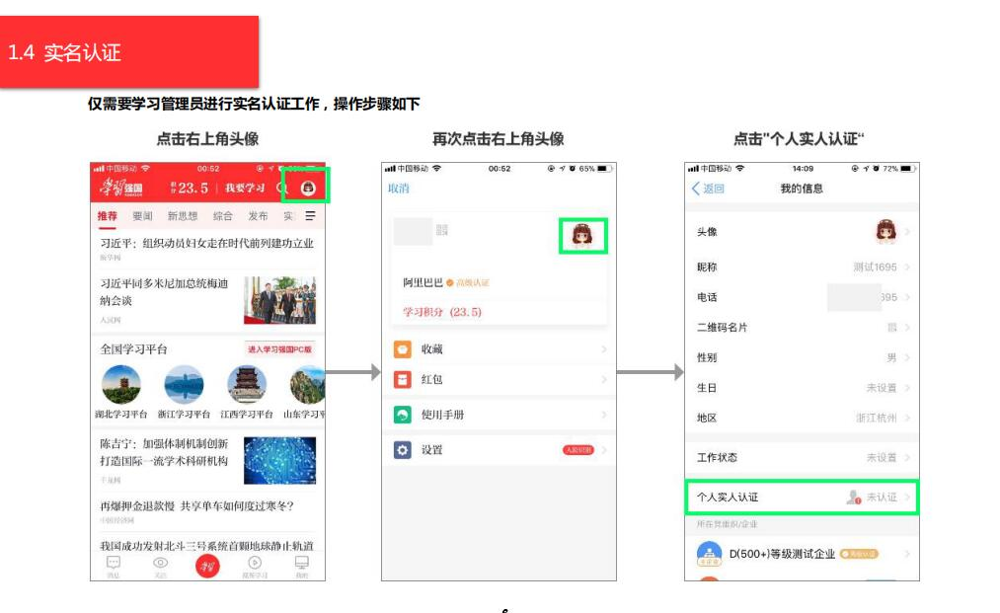 1.4 实名认证
仅需要学习管理员进行实名认证工作，操作步骤如下
点击右上角头像
再次点击右上角头像
点击"个人实人认证“
中国移动
00:52
学习强国
积分 23.5
我要学习
推荐 要闻 新思想 综合 发布 实
习近平：组织动员妇女走在时代前列建功立业
新华网
习近平同多米尼加总统梅迪
纳会谈
人民网
全国学习平台
进入学习强国PC版
湖北学习平台 浙江学习平台 江西学习平台 山东学习平
陈吉宁：加强体制机制创新
打造国际一流学术科研机构
千龙网
再爆押金退款慢 共享单车如何度过寒冬？
中国经济网
我国成功发射北斗三号系统首颗地球静止轨道
消息 关注 学习 视频学习 我的
中国移动
00:52
65%
取消
阿里巴巴 高级认证
学习积分（23.5）
收藏
红包
使用手册
设置
人脸识别
中国移动
14:09
72%
返回
我的信息
头像
昵称 测试1695
电话 695
二维码名片
性别 男
生日 未设置
地区 浙江杭州
工作状态 未设置
个人实人认证 未认证
所在党组织/企业
D(500+)等级测试企业 高级认证